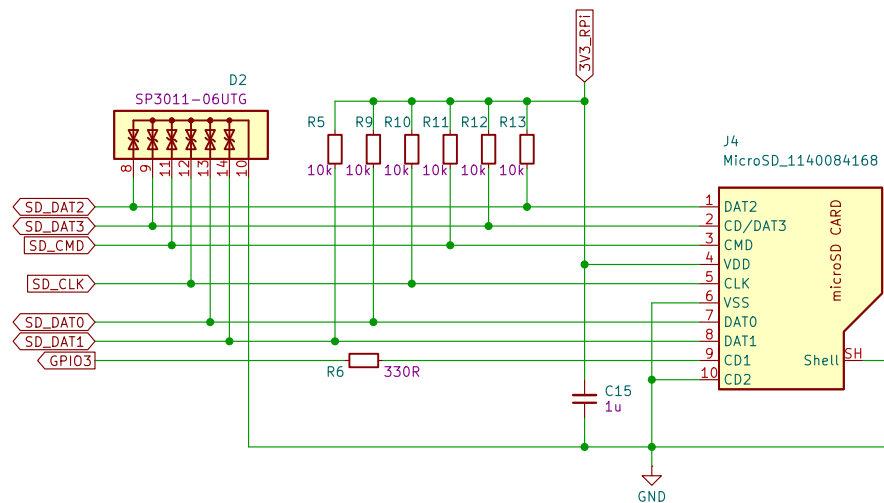 3V3_RPi
D2
SP3011-06UTG
8
9
11
12
13
14
10
R5
R9
R10
R11
R12
R13
10k
10k
10k
10k
10k
10k
J4
MicroSD_1140084168
SD_DAT2
SD_DAT3
SD_CMD
SD_CLK
SD_DAT0
SD_DAT1
GPIO3
R6
330R
1 DAT2
2 CD/DAT3
3 CMD
4 VDD
5 CLK
6 VSS
7 DAT0
8 DAT1
9 CD1
10 CD2
microSD CARD
Shell SH
C15
1u
GND